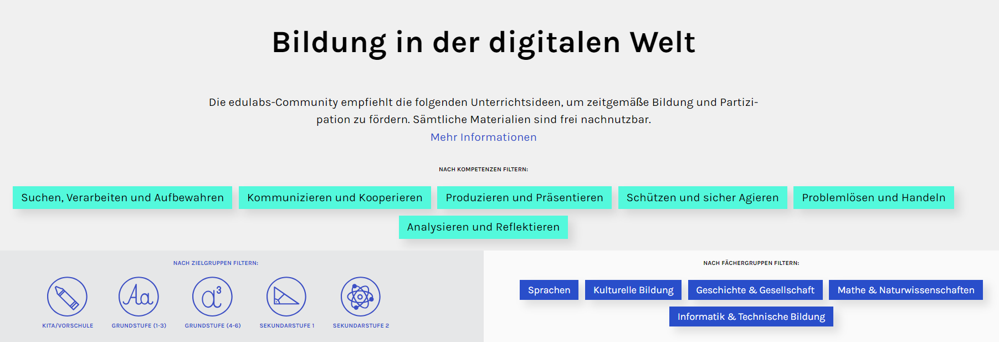 Bildung in der digitalen Welt
Die edulabs-Community empfiehlt die folgenden Unterrichtsideen, um zeitgemäße Bildung und Partizi-
pation zu fördern. Sämtliche Materialien sind frei nachnutzbar.
Mehr Informationen
NACH KOMPETENZEN FILTERN:
Suchen, Verarbeiten und Aufbewahren Kommunizieren und Kooperieren Produzieren und Präsentieren Schützen und sicher Agieren Problemlösen und Handeln
Analysieren und Reflektieren
NACH ZIELGRUPPEN FILTERN:
Aa a³
KITA/VORSCHULE GRUNDSTUFE (1-3) GRUNDSTUFE (4-6) SEKUNDARSTUFE 1 SEKUNDARSTUFE 2
NACH FÄCHERGRUPPEN FILTERN:
Sprachen Kulturelle Bildung Geschichte & Gesellschaft Mathe & Naturwissenschaften
Informatik & Technische Bildung